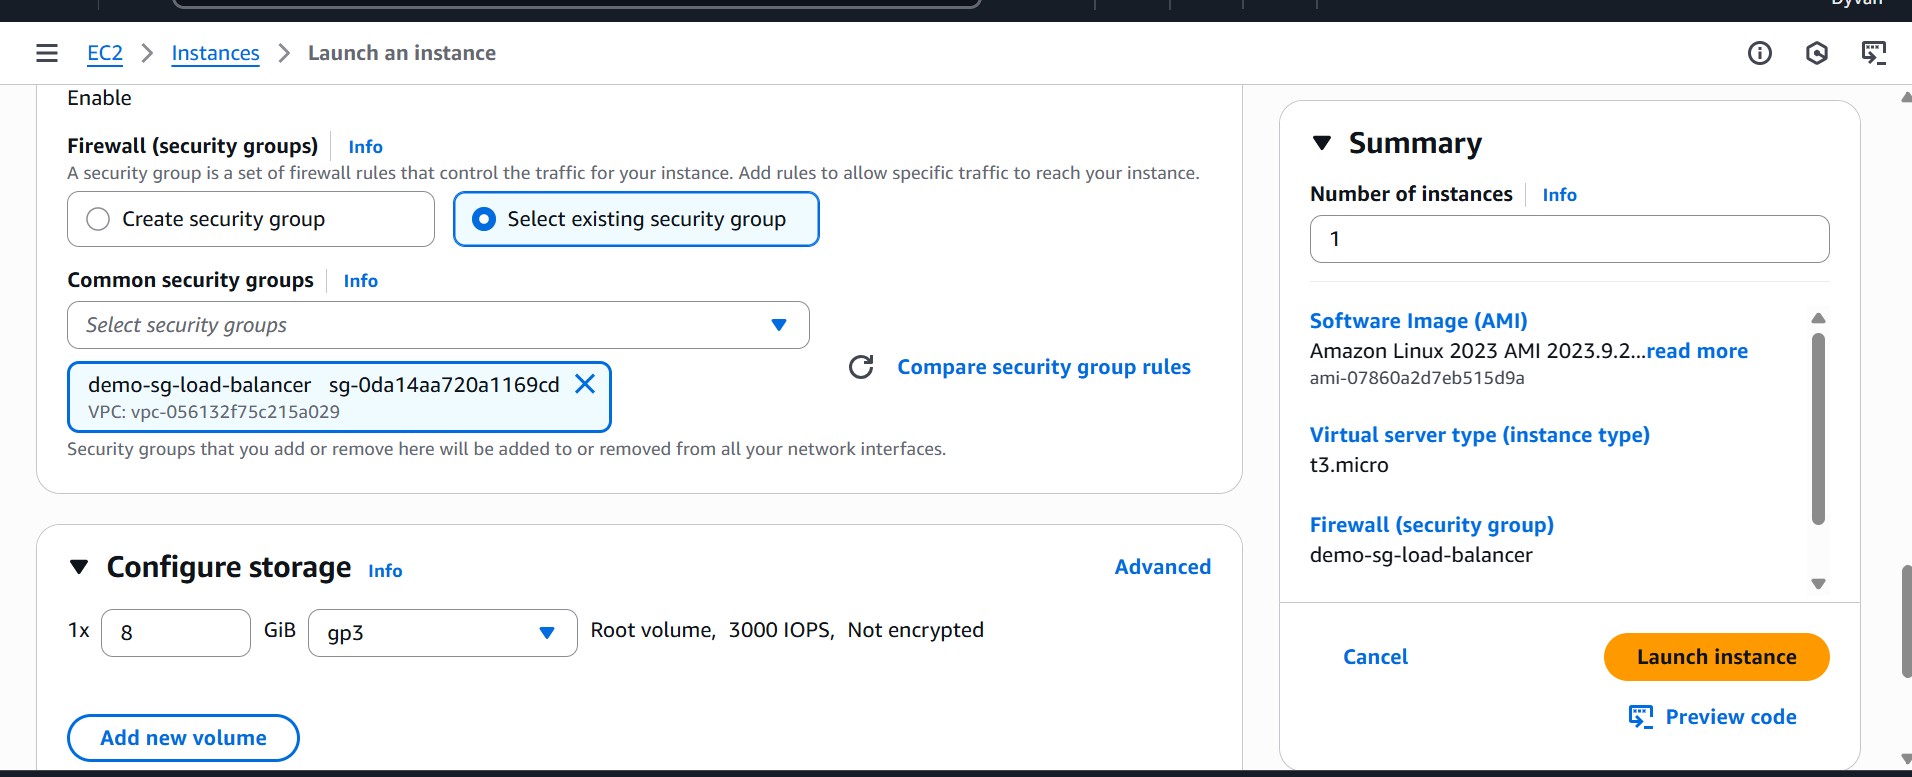 EC2 > Instances > Launch an instance
Enable
Firewall (security groups) Info
A security group is a set of firewall rules that control the traffic for your instance. Add rules to allow specific traffic to reach your instance.
Create security group
Select existing security group
Common security groups Info
Select security groups
demo-sg-load-balancer sg-0da14aa720a1169cd
VPC: vpc-056132f75c215a029
Compare security group rules
Security groups that you add or remove here will be added to or removed from all your network interfaces.
Configure storage Info
Advanced
1x 8 GiB gp3 Root volume, 3000 IOPS, Not encrypted
Add new volume
Summary
Number of instances Info
1
Software Image (AMI)
Amazon Linux 2023 AMI 2023.9.2...read more
ami-07860a2d7eb515d9a
Virtual server type (instance type)
t3.micro
Firewall (security group)
demo-sg-load-balancer
Cancel
Launch instance
Preview code